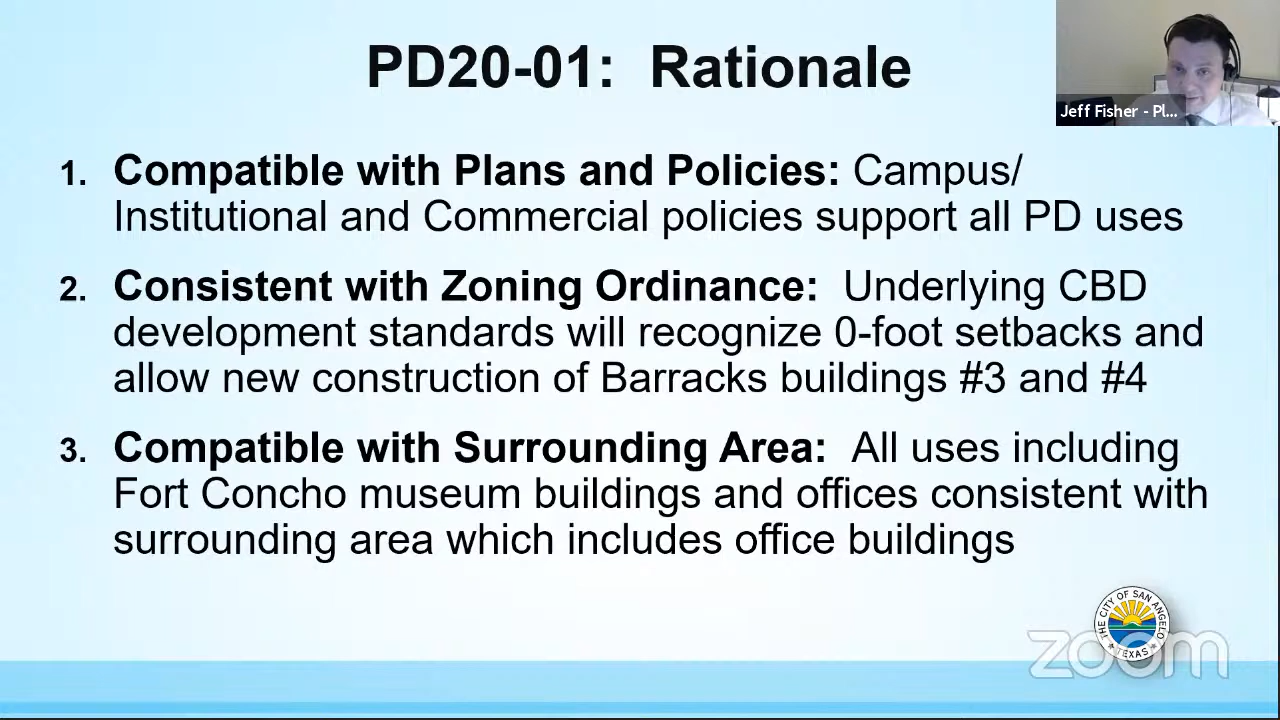 PD20-01: Rationale
Jeff Fisher - Pl...
1. Compatible with Plans and Policies: Campus/
Institutional and Commercial policies support all PD uses
2. Consistent with Zoning Ordinance: Underlying CBD
development standards will recognize 0-foot setbacks and
allow new construction of Barracks buildings #3 and #4
3. Compatible with Surrounding Area: All uses including
Fort Concho museum buildings and offices consistent with
surrounding area which includes office buildings
THE CITY OF SAN ANGELO
TEXAS
zoom